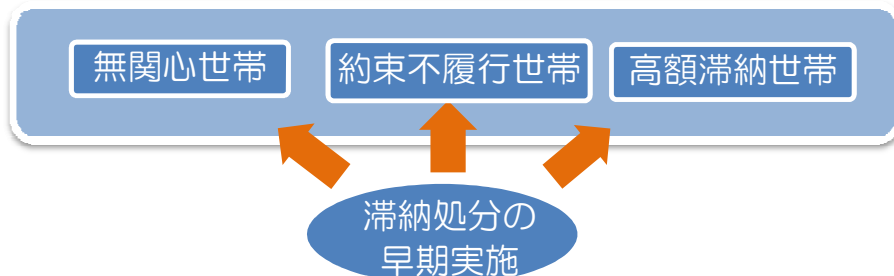 無関心世帯
約束不履行世帯
高額滞納世帯
滞納処分の
早期実施